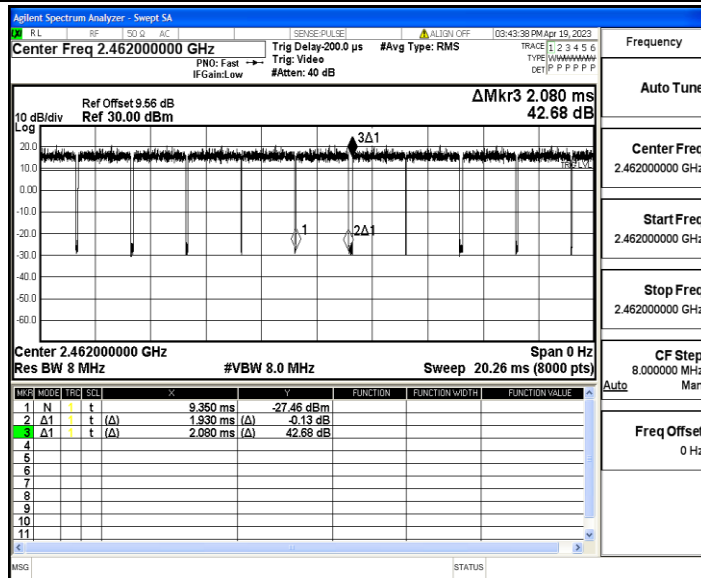 Agilent Spectrum Analyzer - Swept SA
RL RF 50 Ω AC SENSE:PULSE ALIGN OFF 03:43:38 PM Apr 19, 2023
Center Freq 2.462000000 GHz
PNO: Fast
IFGain:Low
Trig Delay-200.0 µs
Trig: Video
#Atten: 40 dB
#Avg Type: RMS
TRACE 1 2 3 4 5 6
TYPE
DET P P P P P P
10 dB/div
Log
Ref Offset 9.56 dB
Ref 30.00 dBm
ΔMkr3 2.080 ms
42.68 dB
20.0
10.0
0.00
-10.0
-20.0
-30.0
-40.0
-50.0
-60.0
3Δ1
TRIG LVL
1
2Δ1
Center 2.462000000 GHz
Span 0 Hz
Res BW 8 MHz
#VBW 8.0 MHz
Sweep 20.26 ms (8000 pts)
MKR MODE TRC SCL X Y FUNCTION FUNCTION WIDTH FUNCTION VALUE
1 N 1 t 9.350 ms -27.46 dBm
2 Δ1 1 t (Δ) 1.930 ms (Δ) -0.13 dB
3 Δ1 1 t (Δ) 2.080 ms (Δ) 42.68 dB
4
5
6
7
8
9
10
11
MSG
STATUS
Frequency
Auto Tune
Center Freq
2.462000000 GHz
Start Freq
2.462000000 GHz
Stop Freq
2.462000000 GHz
CF Step
8.000000 MHz
Auto Man
Freq Offset
0 Hz